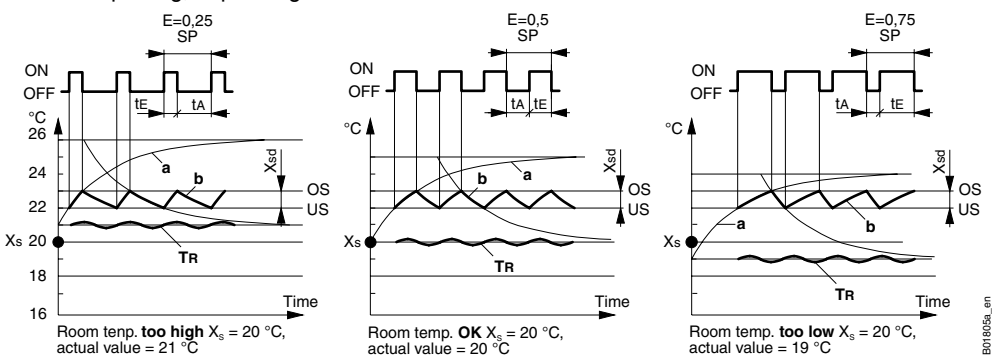 E=0,25
SP
ON
OFF
tE
tA
°C
26
24
22
Xs 20
18
16
a
b
Xsd
OS
US
TR
Time
Room tenp. too high Xs = 20 °C,
actual value = 21 °C
E=0,5
SP
ON
OFF
tA
tE
°C
a
b
Xsd
OS
US
Xs
TR
Time
Room temp. OK Xs = 20 °C,
actual value = 20 °C
E=0,75
SP
ON
OFF
tA
tE
°C
Xsd
OS
US
a
b
Xs
TR
Time
Room temp. too low Xs = 20 °C,
actual value = 19 °C
B01805a_en